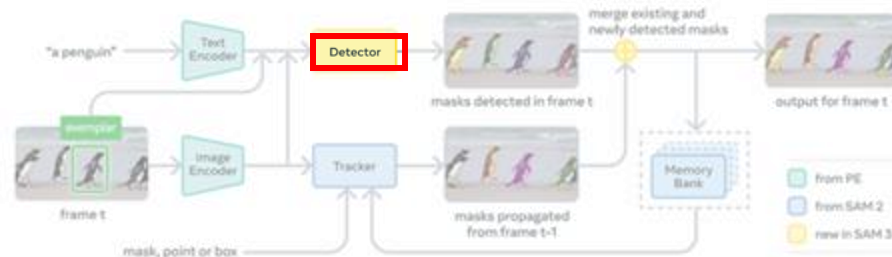 merge existing and
newly detected masks
"a penguin"
Text
Encoder
Detector
masks detected in frame t
output for frame t
exemplar
Image
Encoder
Tracker
Memory
Bank
from PE
frame t
masks propagated
from frame t-1
from SAM 2
mask, point or box
new in SAM 3